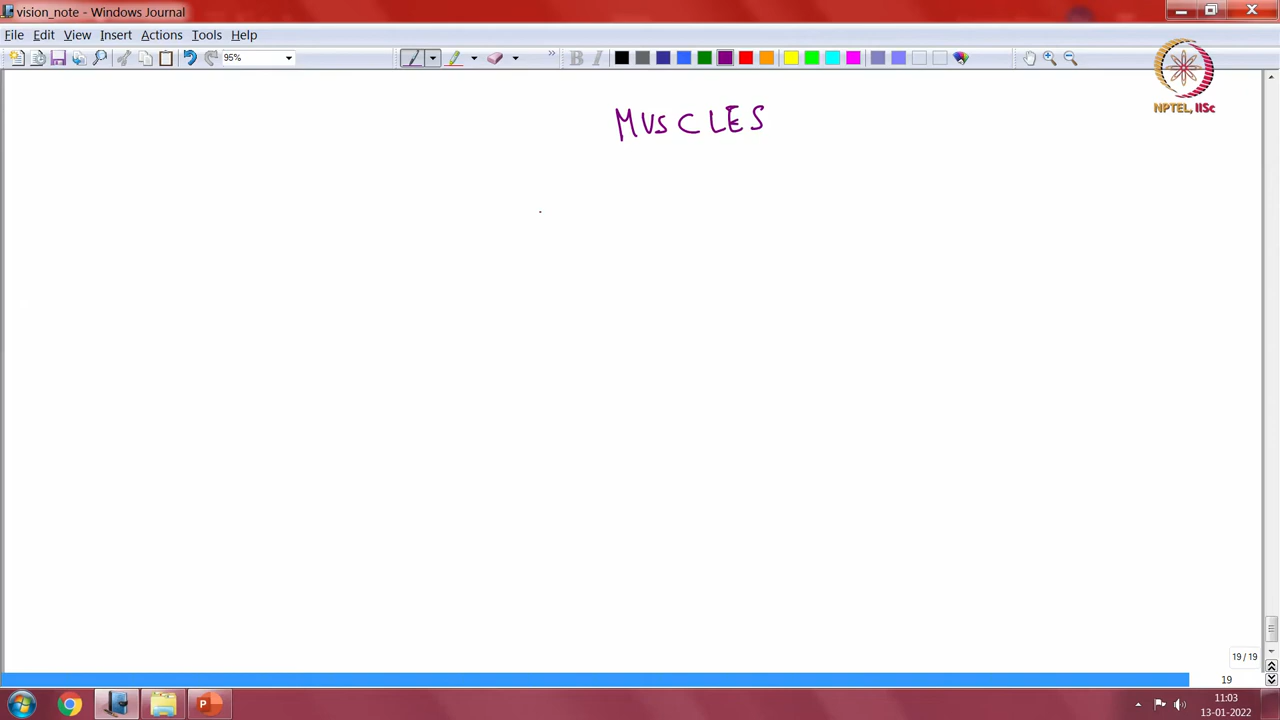 vision_note - Windows Journal
File Edit View Insert Actions Tools Help
95%
NPTEL, IISc
MUSCLES
19 / 19
19
11:03
13-01-2022